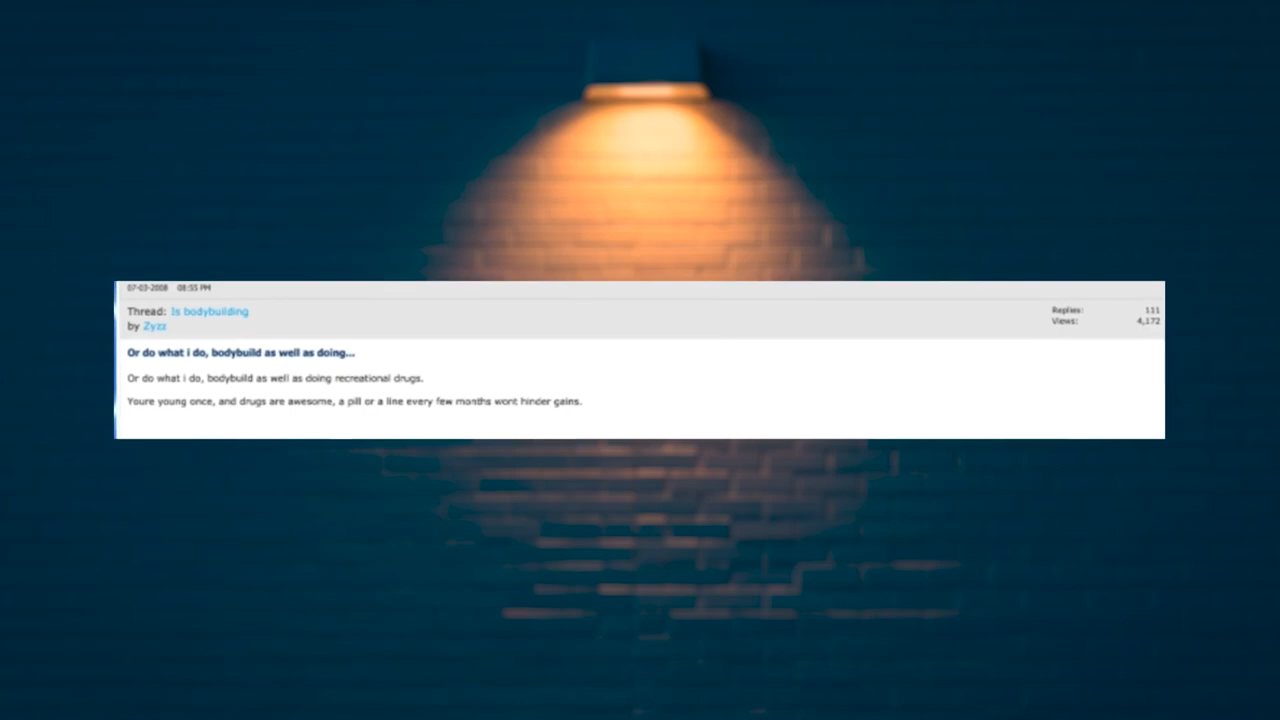 07-03-2008 08:55 PM
Thread: Is bodybuilding
by Zyzz
Replies: 111
Views: 4,172
Or do what i do, bodybuild as well as doing...
Or do what i do, bodybuild as well as doing recreational drugs.
Youre young once, and drugs are awesome, a pill or a line every few months wont hinder gains.